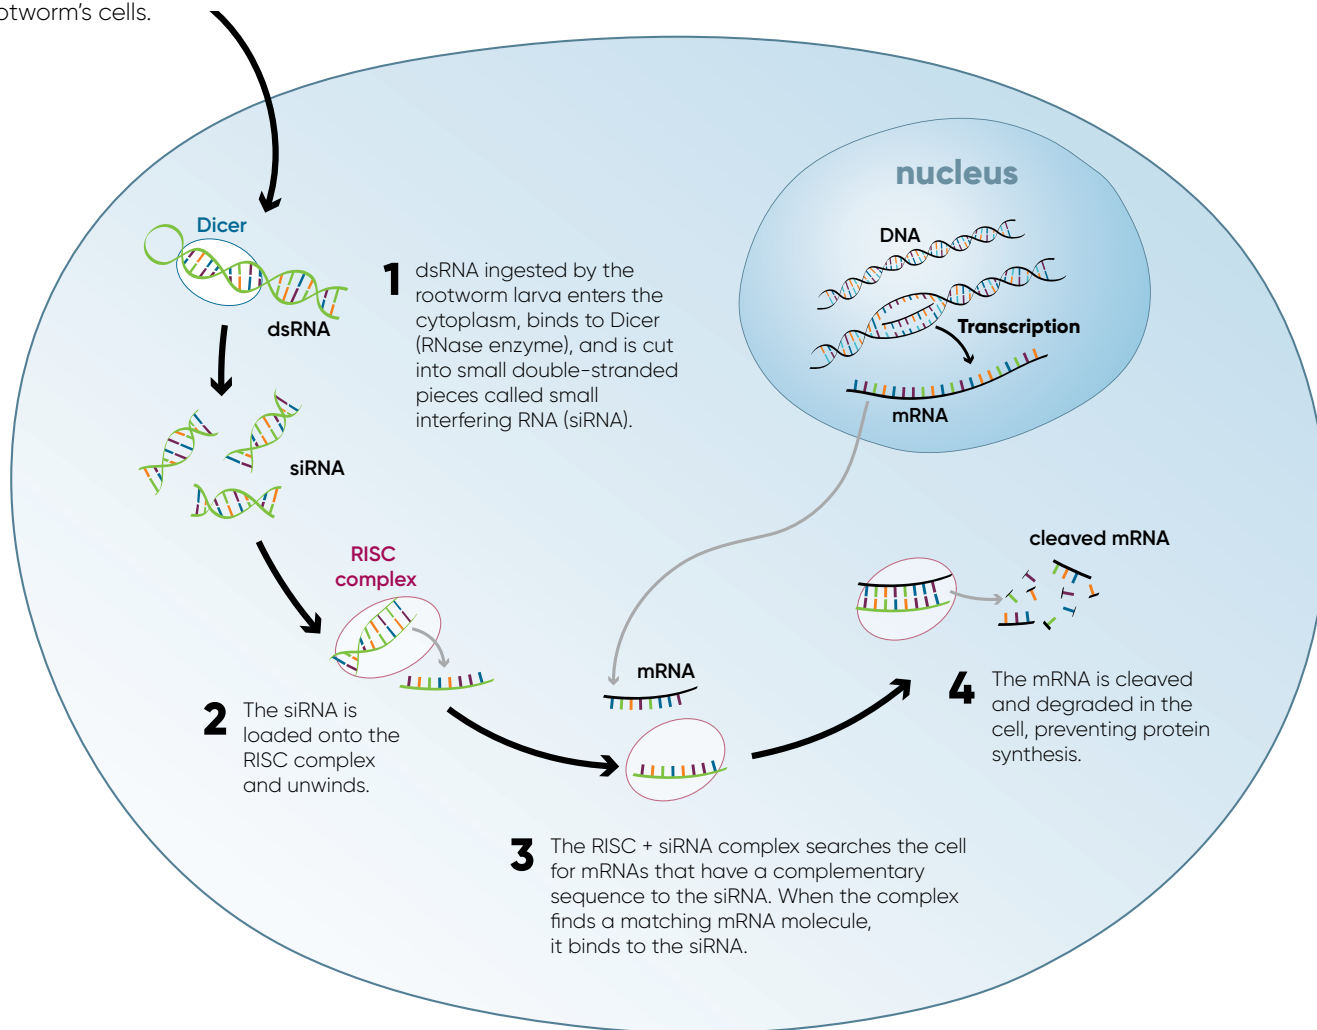 otworm's cells.
nucleus
DNA
Transcription
mRNA
Dicer
dsRNA
1
dsRNA ingested by the
rootworm larva enters the
cytoplasm, binds to Dicer
(RNase enzyme), and is cut
into small double-stranded
pieces called small
interfering RNA (siRNA).
siRNA
RISC
complex
2
The siRNA is
loaded onto the
RISC complex
and unwinds.
mRNA
3
The RISC + siRNA complex searches the cell
for mRNAs that have a complementary
sequence to the siRNA. When the complex
finds a matching mRNA molecule,
it binds to the siRNA.
cleaved mRNA
4
The mRNA is cleaved
and degraded in the
cell, preventing protein
synthesis.